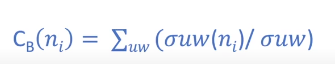 C_B(n_i) = ∑_uw (σuw(n_i)/ σuw)